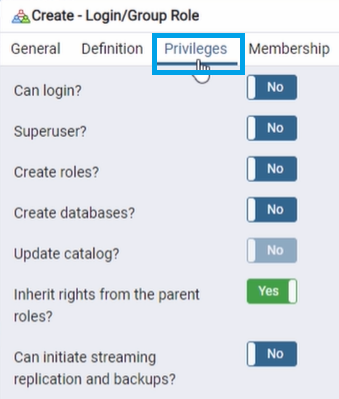 Create - Login/Group Role
General Definition Privileges Membership
Can login? No
Superuser? No
Create roles? No
Create databases? No
Update catalog? No
Inherit rights from the parent Yes
roles?
Can initiate streaming No
replication and backups?